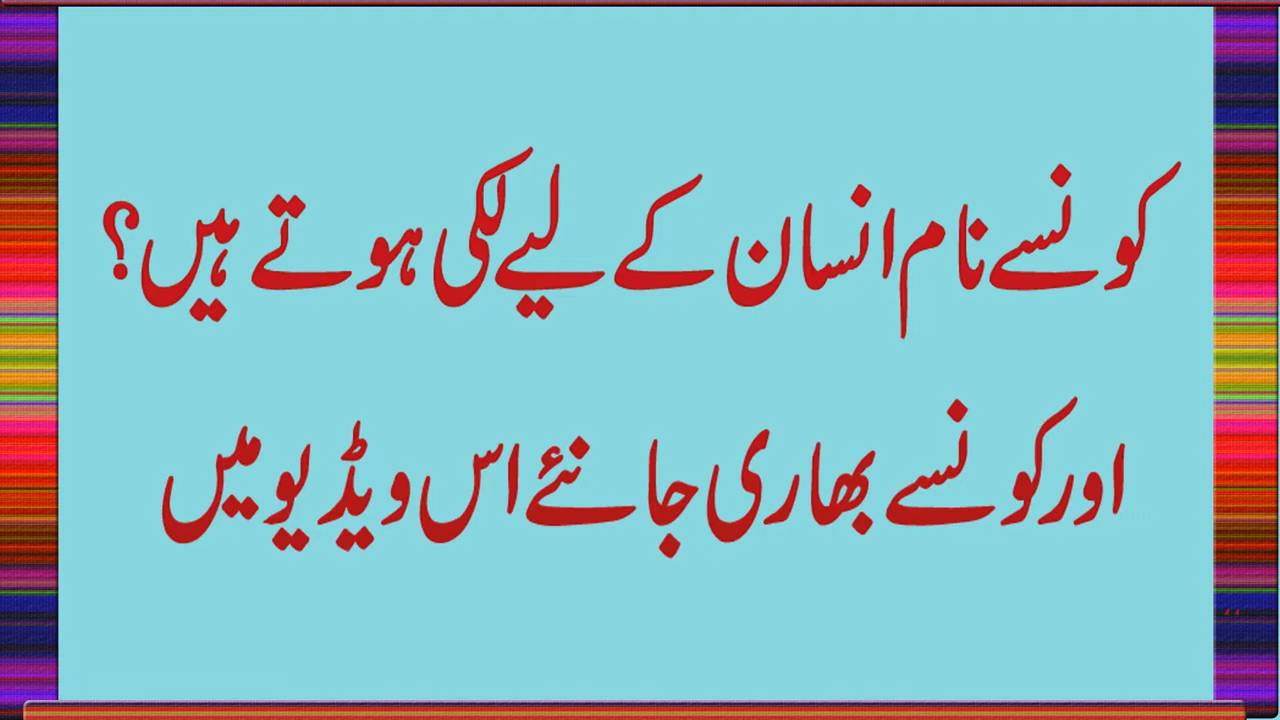 کونسے نام انسان کے لیے لکی ہوتے ہیں؟
اور کونسے بھاری جانئے اس ویڈیو میں